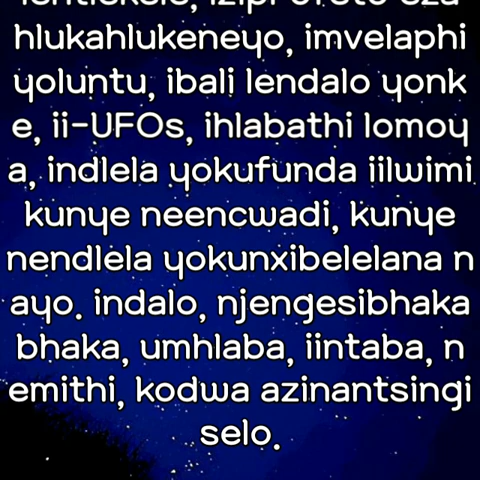 hlukahlukeneyo, imvelaphi
yoluntu, ibali lendalo yonk
e, ii-UFOs, ihlabathi lomoy
a, indlela yokufunda iilwimi
kunye neencwadi, kunye
nendlela yokunxibelelana n
ayo. indalo, njengesibhaka
bhaka, umhlaba, iintaba, n
emithi, kodwa azinantsingi
selo.